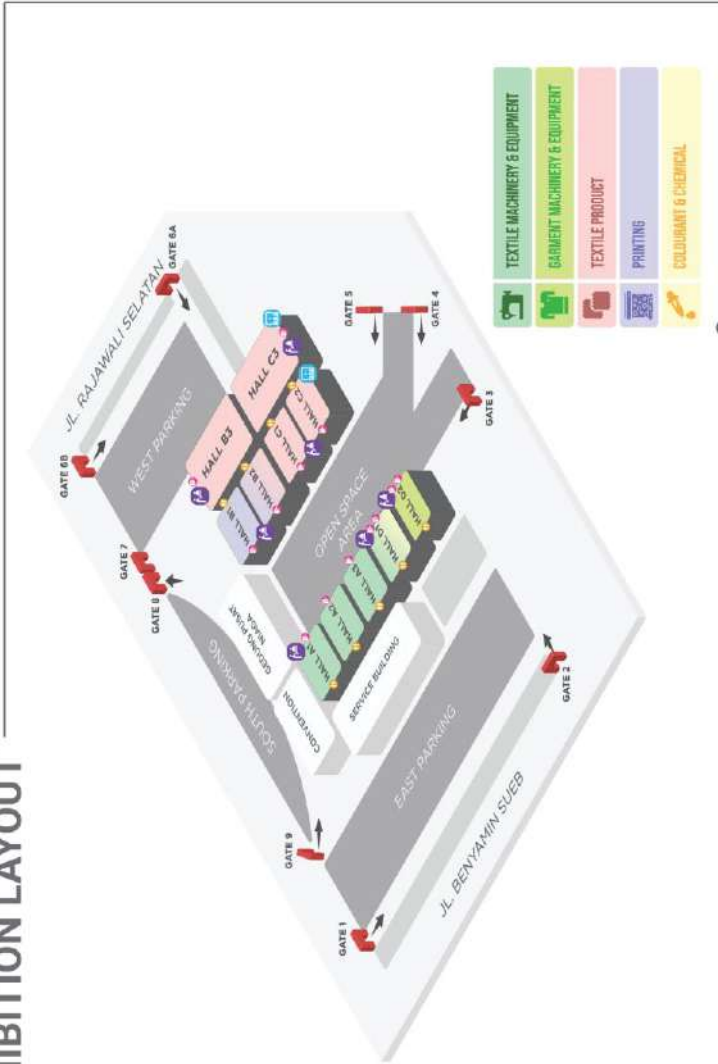 IBITION LAYOUT
JL. RAJAWALI SELATAN
GATE 6A
GATE 6B
WEST PARKING
GATE 7
GATE 8
HALL B3
HALL C3
HALL B1
HALL B2
HALL C1
HALL C2
GATE 5
GATE 4
GATE 3
OPEN SPACE
AREA
GEDUNG PUSAT
NIAGA
SOUTH PARKING
CONVENTION
HALL A1
HALL A2
HALL A3
HALL D1
HALL D2
SERVICE BUILDING
GATE 9
EAST PARKING
GATE 2
GATE 1
JL. BENYAMIN SUEB
TEXTILE MACHINERY & EQUIPMENT
GARMENT MACHINERY & EQUIPMENT
TEXTILE PRODUCT
PRINTING
COLOURANT & CHEMICAL